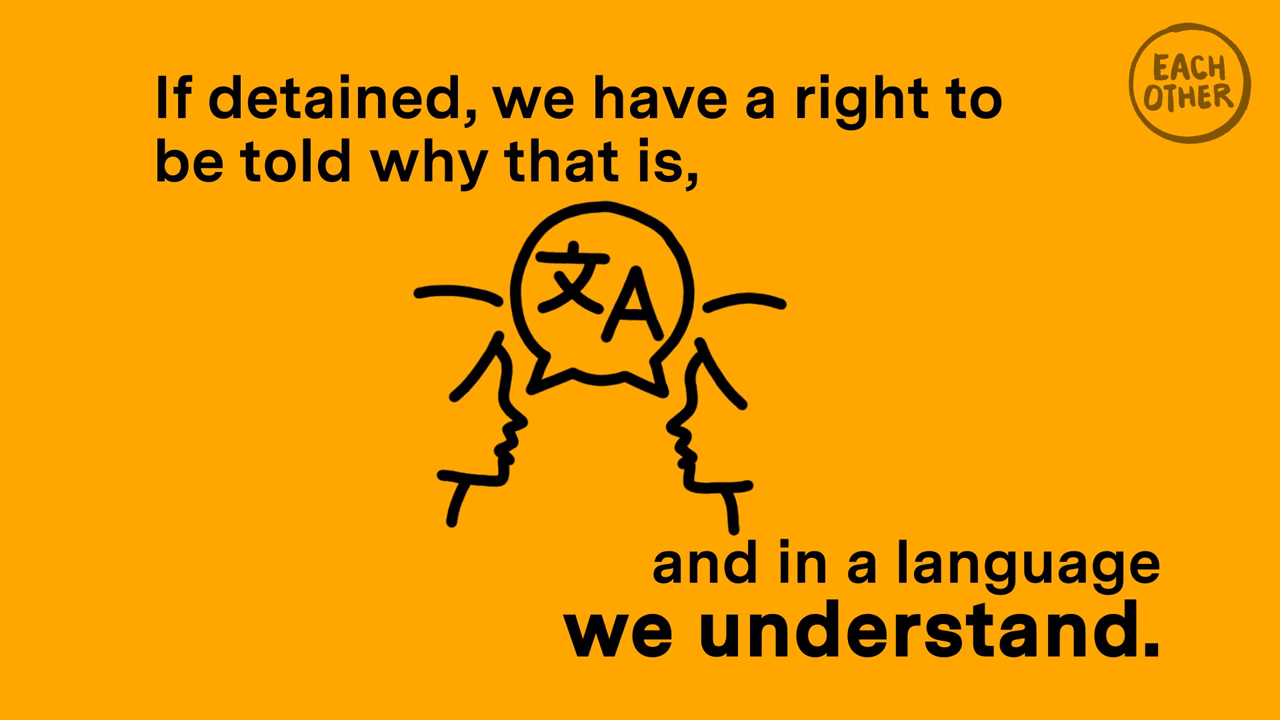 If detained, we have a right to
be told why that is,
EACH
OTHER
文A
and in a language
we understand.